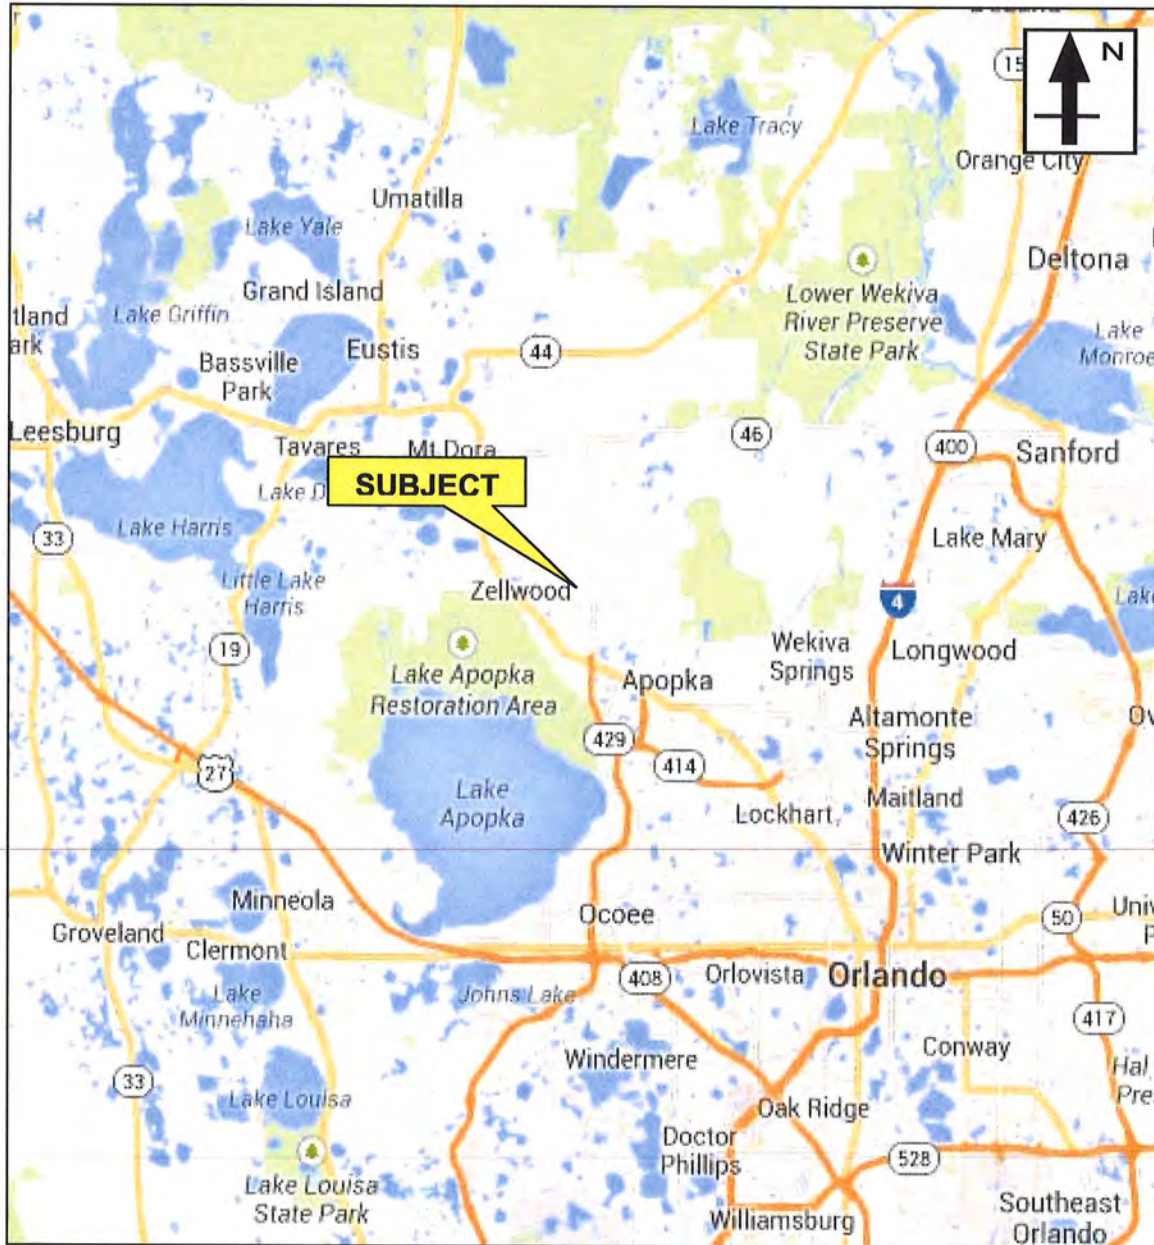 N
15
Lake Tracy
Orange City
Umatilla
Lake Yale
Deltona
Grand Island
Lower Wekiva
River Preserve
State Park
Lake Griffin
Lake
Monroe
Bassville
Park
Eustis
44
Leesburg
46
Tavares
Mt Dora
400
Sanford
SUBJECT
Lake Harris
33
Lake Mary
Little Lake
Harris
Zellwood
4
Lake
19
Wekiva
Springs
Longwood
Lake Apopka
Restoration Area
Apopka
Altamonte
Springs
429
414
27
Lake
Apopka
Maitland
Lockhart
426
Winter Park
Minneola
Ocoee
50
Groveland
Clermont
408
Orlovista
Orlando
Lake
Minnehaha
Johns Lake
417
Conway
Windermere
33
Hal
Lake Louisa
Oak Ridge
Doctor
Phillips
528
Lake Louisa
State Park
Southeast
Orlando
Williamsburg